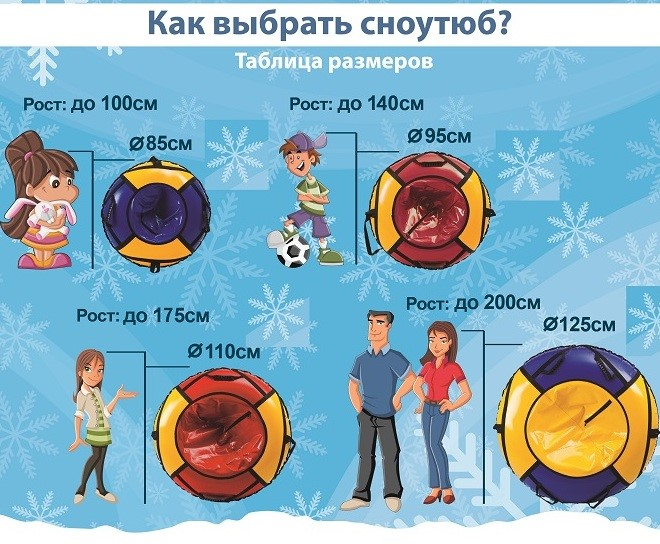 Как выбрать сноутюб?
Таблица размеров
Рост: до 100см
Ø85см
Рост: до 140см
Ø95см
Рост: до 175см
Ø110см
Рост: до 200см
Ø125см